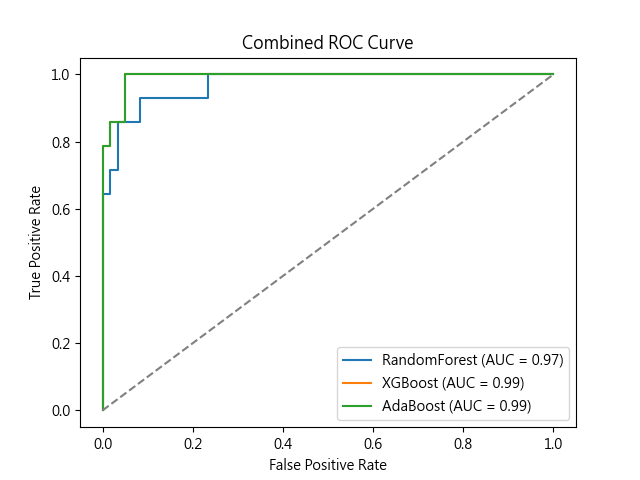 Combined ROC Curve
1.0
0.8
0.6
0.4
0.2
0.0
True Positive Rate
RandomForest (AUC = 0.97)
XGBoost (AUC = 0.99)
AdaBoost (AUC = 0.99)
0.0 0.2 0.4 0.6 0.8 1.0
False Positive Rate